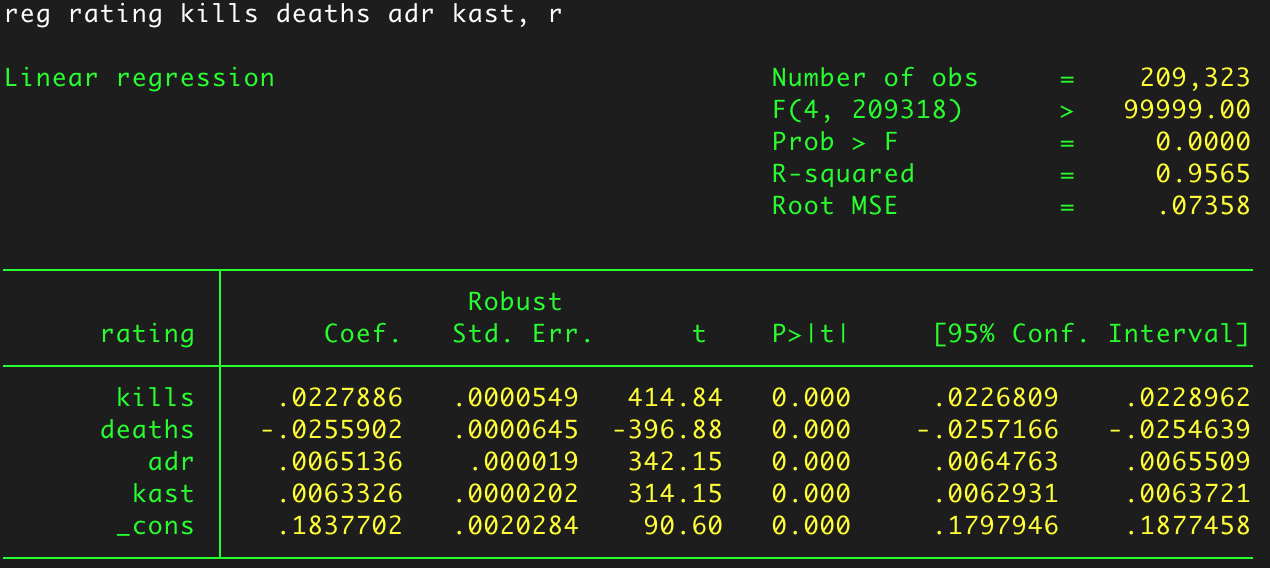 reg rating kills deaths adr kast, r
Linear regression Number of obs = 209,323
F(4, 209318) > 99999.00
Prob > F = 0.0000
R-squared = 0.9565
Root MSE = .07358
Robust
rating Coef. Std. Err. t P>|t| [95% Conf. Interval]
kills .0227886 .0000549 414.84 0.000 .0226809 .0228962
deaths -.0255902 .0000645 -396.88 0.000 -.0257166 -.0254639
adr .0065136 .000019 342.15 0.000 .0064763 .0065509
kast .0063326 .0000202 314.15 0.000 .0062931 .0063721
_cons .1837702 .0020284 90.60 0.000 .1797946 .1877458